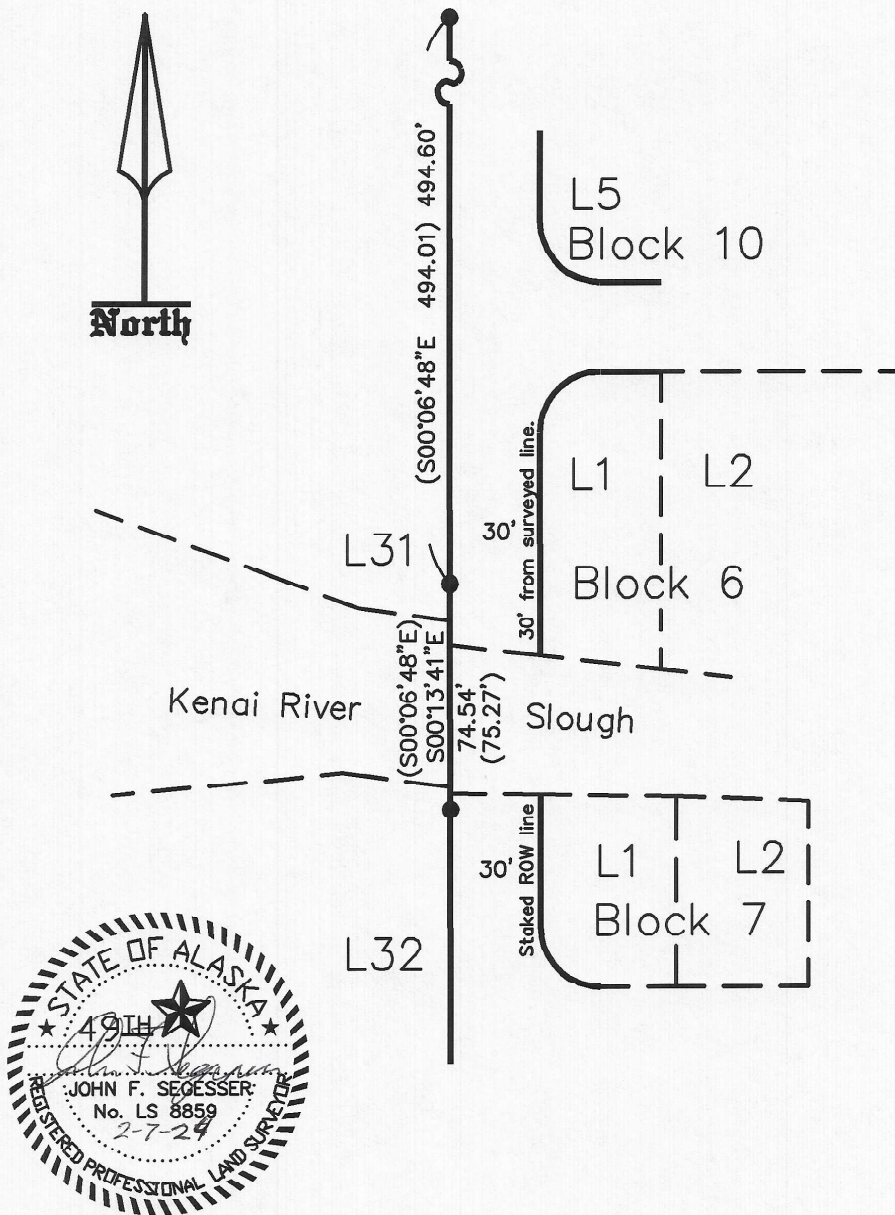 North
(S00°06'48"E 494.01) 494.60'
L5
Block 10
30'
30' from surveyed line.
L1
L2
Block 6
L31
Kenai River
(S00°06'48"E)
S00°13'41"E
74.54'
(75.27')
Slough
30'
Staked ROW line
L1
L2
Block 7
L32
STATE OF ALASKA
49TH
JOHN F. SEGESSER
No. LS 8859
2-7-24
REGISTERED PROFESSIONAL LAND SURVEYOR